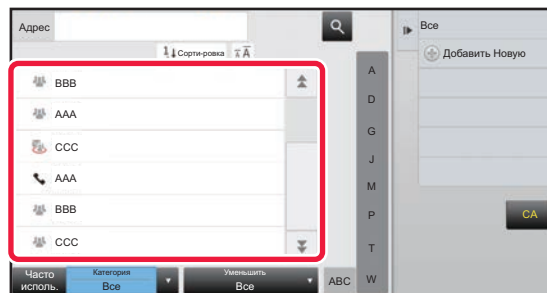 Адрес
Сорти-ровка
A A
BBB
AAA
CCC
AAA
BBB
CCC
Часто исполь.
Категория
Все
Уменьшить
Все
ABC
A
D
G
J
M
P
T
W
Все
Добавить Новую
CA